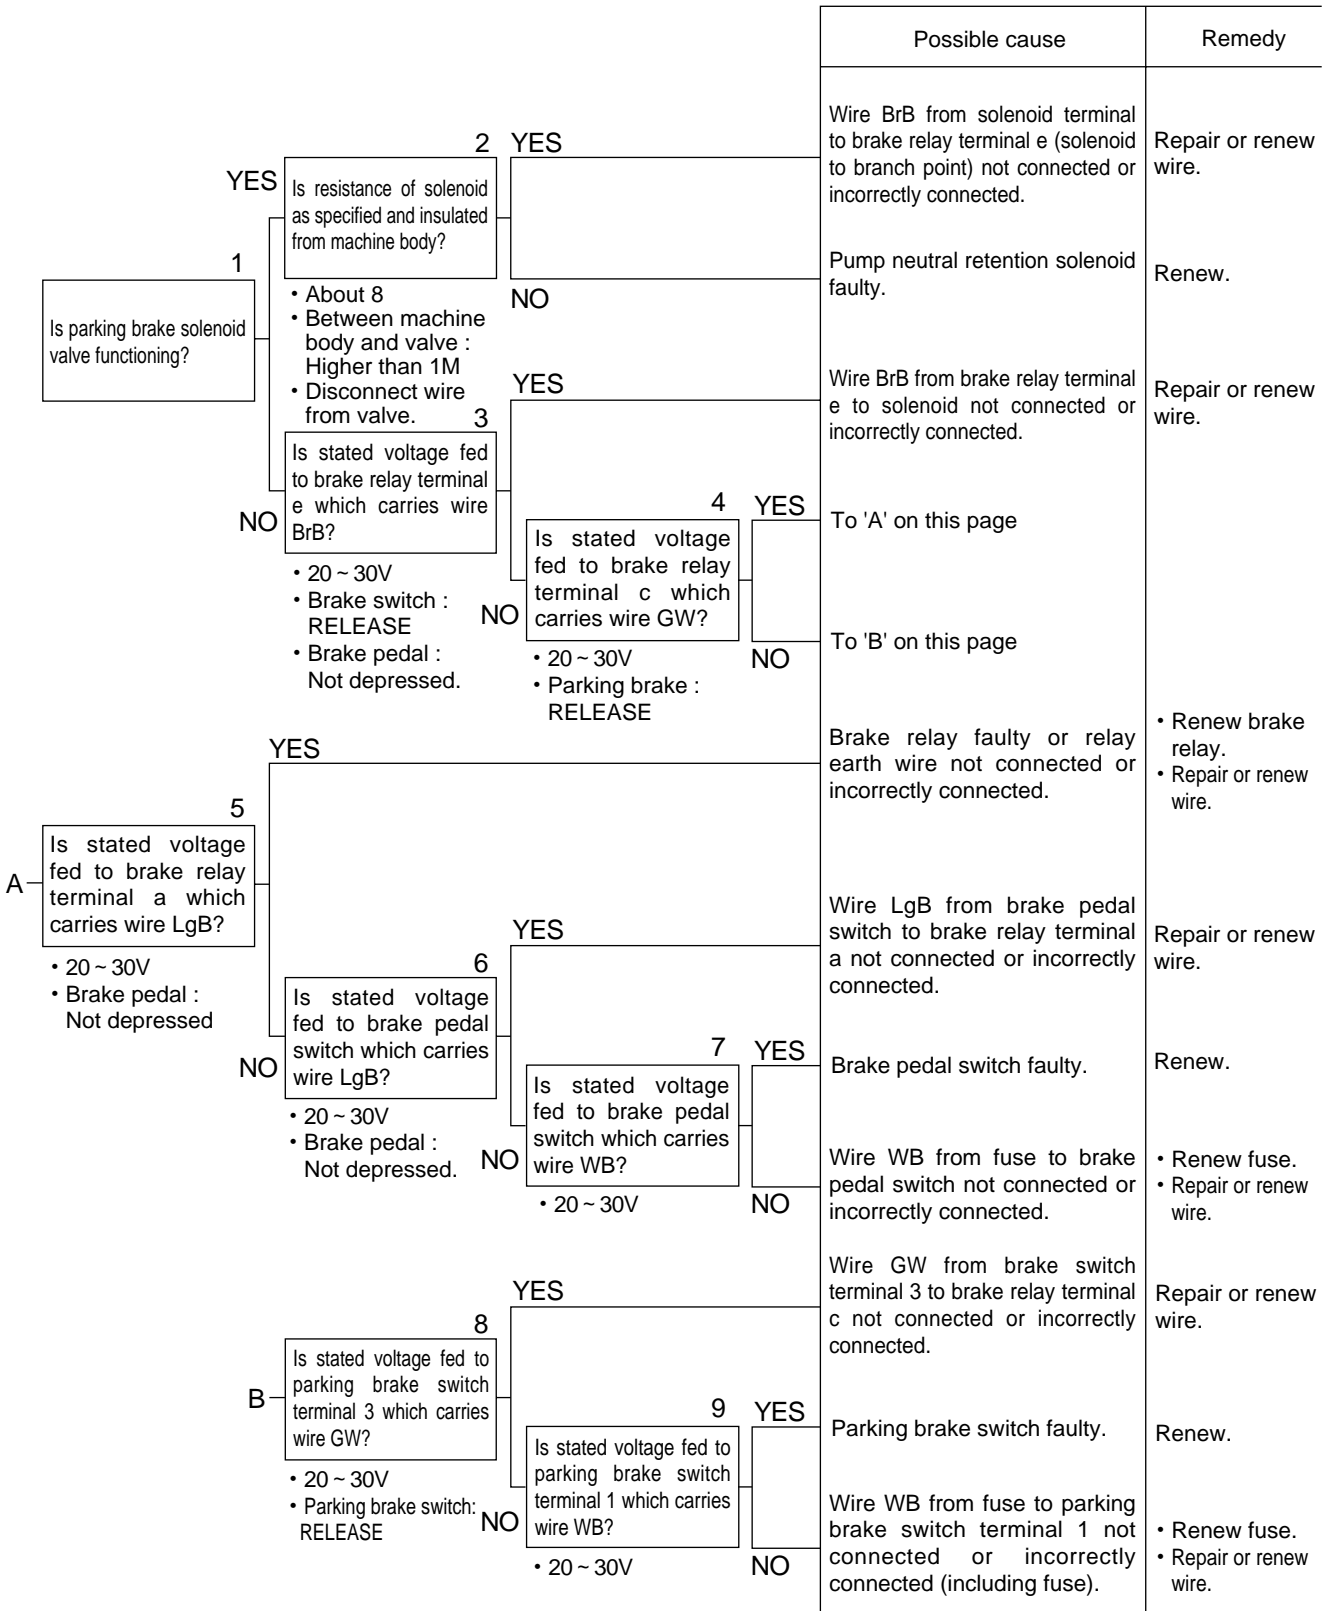 Possible cause
Remedy
1
Is parking brake solenoid
valve functioning?
YES
2
Is resistance of solenoid
as specified and insulated
from machine body?
• About 8
• Between machine
body and valve :
Higher than 1M
• Disconnect wire
from valve.
YES
Wire BrB from solenoid terminal
to brake relay terminal e (solenoid
to branch point) not connected or
incorrectly connected.
Repair or renew
wire.
NO
Pump neutral retention solenoid
faulty.
Renew.
NO
3
Is stated voltage fed
to brake relay terminal
e which carries wire
BrB?
• 20 ~ 30V
• Brake switch :
RELEASE
• Brake pedal :
Not depressed.
YES
Wire BrB from brake relay terminal
e to solenoid not connected or
incorrectly connected.
Repair or renew
wire.
NO
4
Is stated voltage
fed to brake relay
terminal c which
carries wire GW?
• 20 ~ 30V
• Parking brake :
RELEASE
YES
To 'A' on this page
NO
To 'B' on this page
A
5
Is stated voltage
fed to brake relay
terminal a which
carries wire LgB?
• 20 ~ 30V
• Brake pedal :
Not depressed
YES
Brake relay faulty or relay
earth wire not connected or
incorrectly connected.
• Renew brake
relay.
• Repair or renew
wire.
NO
6
Is stated voltage
fed to brake pedal
switch which carries
wire LgB?
• 20 ~ 30V
• Brake pedal :
Not depressed.
YES
Wire LgB from brake pedal
switch to brake relay terminal
a not connected or incorrectly
connected.
Repair or renew
wire.
NO
7
Is stated voltage
fed to brake pedal
switch which carries
wire WB?
• 20 ~ 30V
YES
Brake pedal switch faulty.
Renew.
NO
Wire WB from fuse to brake
pedal switch not connected or
incorrectly connected.
• Renew fuse.
• Repair or renew
wire.
B
8
Is stated voltage fed to
parking brake switch
terminal 3 which carries
wire GW?
• 20 ~ 30V
• Parking brake switch:
RELEASE
YES
Wire GW from brake switch
terminal 3 to brake relay terminal
c not connected or incorrectly
connected.
Repair or renew
wire.
NO
9
Is stated voltage fed to
parking brake switch
terminal 1 which carries
wire WB?
• 20 ~ 30V
YES
Parking brake switch faulty.
Renew.
NO
Wire WB from fuse to parking
brake switch terminal 1 not
connected or incorrectly
connected (including fuse).
• Renew fuse.
• Repair or renew
wire.